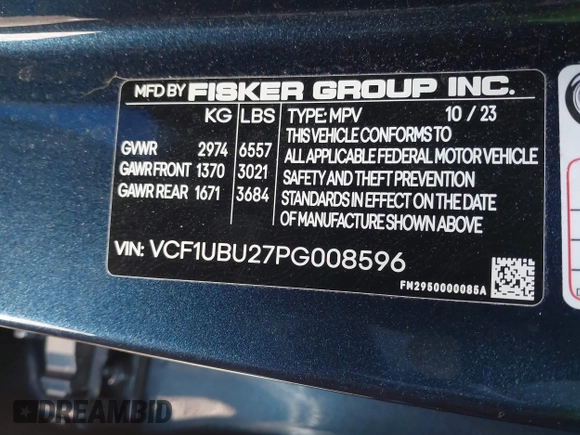 MFD BY FISKER GROUP INC.
KG LBS TYPE: MPV 10 / 23
GVWR 2974 6557 THIS VEHICLE CONFORMS TO
GAWR FRONT 1370 3021 ALL APPLICABLE FEDERAL MOTOR VEHICLE
GAWR REAR 1671 3684 SAFETY AND THEFT PREVENTION
STANDARDS IN EFFECT ON THE DATE
OF MANUFACTURE SHOWN ABOVE
VIN: VCF1UBU27PG008596
FM2950000085A
DREAMBID